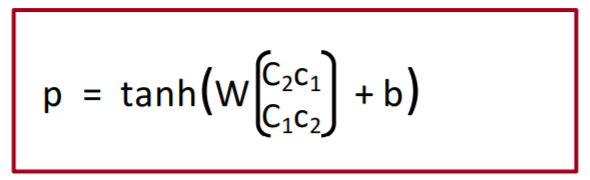 p = tanh(W[C₂c₁
C₁c₂] + b)